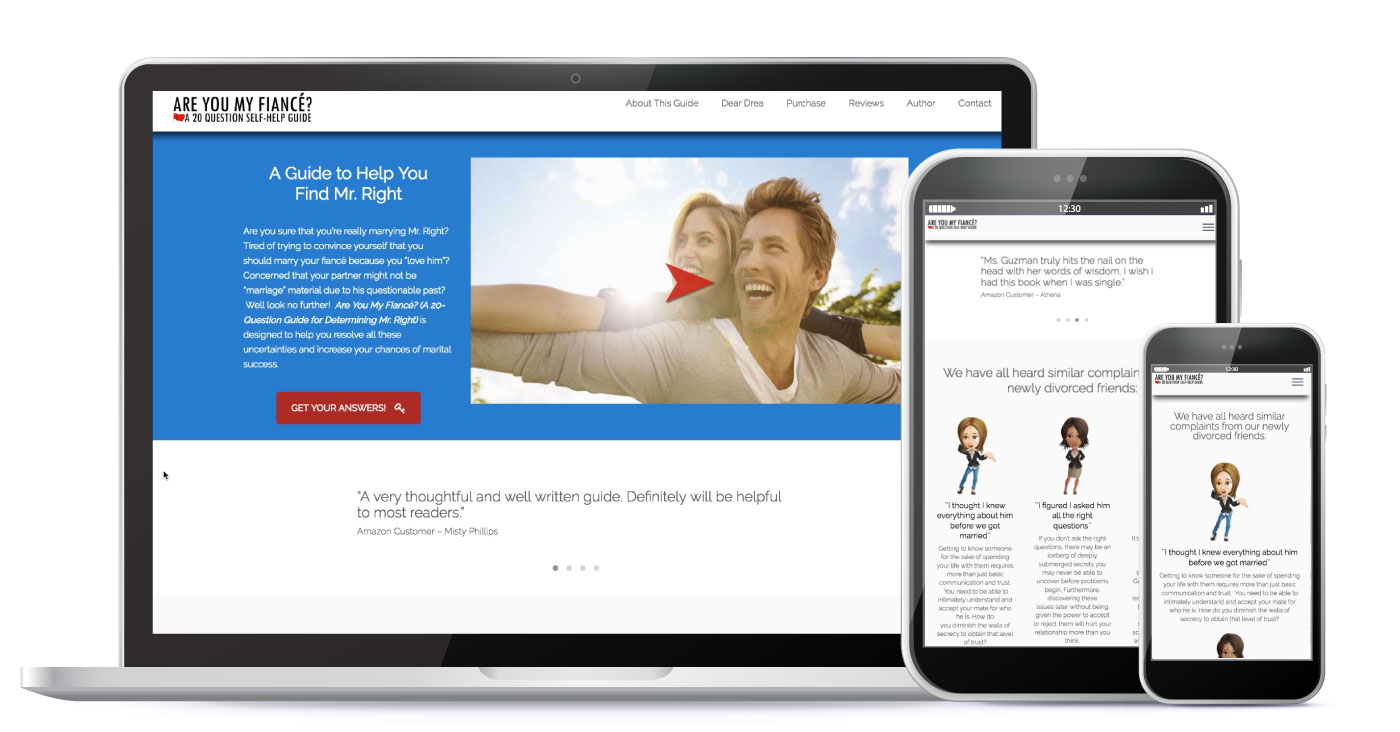 ARE YOU MY FIANCÉ?
A 20 QUESTION SELF-HELP GUIDE
About This Guide Dear Drea Purchase Reviews Author Contact
A Guide to Help You
Find Mr. Right
Are you sure that you're really marrying Mr. Right?
Tired of trying to convince yourself that you
should marry your fiancé because you "love him"?
Concerned that your partner might not be
"marriage" material due to his questionable past?
Well look no further! Are You My Fiancé? (A 20-
Question Guide for Determining Mr. Right) is
designed to help you resolve all these
uncertainties and increase your chances of marital
success.
GET YOUR ANSWERS!
"A very thoughtful and well written guide. Definitely will be helpful
to most readers."
Amazon Customer – Misty Phillips
12:30
ARE YOU MY FIANCÉ?
A 20 QUESTION SELF-HELP GUIDE
"Ms. Guzman truly hits the nail on the
head with her words of wisdom. I wish I
had this book when I was single."
Amazon Customer – Athena
We have all heard similar complain
newly divorced friends:
"I thought I knew
everything about him
before we got
married"
Getting to know someone
for the sake of spending
your life with them requires
more than just basic
communication and trust.
You need to be able to
intimately understand and
accept your mate for who
he is. How do
you diminish the walls of
secrecy to obtain that level
of trust?
"I figured I asked him
all the right
questions"
If you don't ask the right
questions, there may be an
iceberg of deeply
submerged secrets you
may never be able to
uncover before problems
begin. Furthermore,
discovering these
issues later without being
given the power to accept
or reject them will hurt your
relationship more than you
think.
12:30
ARE YOU MY FIANCÉ?
A 20 QUESTION SELF-HELP GUIDE
We have all heard similar
complaints from our newly
divorced friends:
"I thought I knew everything about him
before we got married"
Getting to know someone for the sake of spending
your life with them requires more than just basic
communication and trust. You need to be able to
intimately understand and accept your mate for
who he is. How do you diminish the walls of
secrecy to obtain that level of trust?